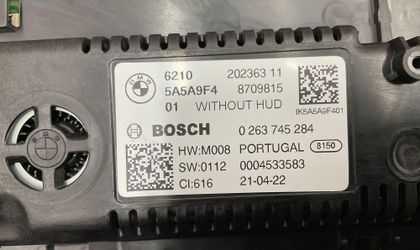 BMW
6210 202363 11
5A5A9F4 8709815
01 WITHOUT HUD
IK5A5A9F401
BOSCH 0 263 745 284
HW:M008 PORTUGAL 8150
SW:0112 0004533583
CI:616 21-04-22